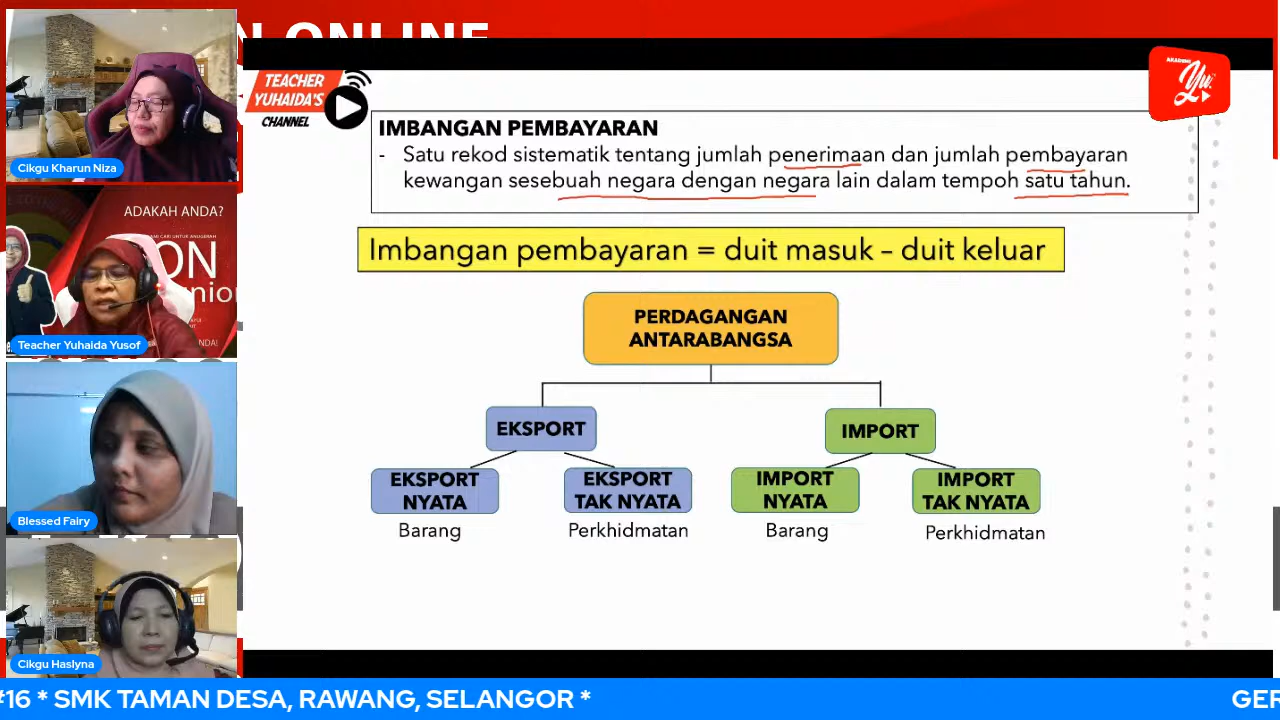 N ONLINE
Cikgu Kharun Niza
ADAKAH ANDA?
ON
Teacher Yuhaida Yusof
Blessed Fairy
Cikgu Haslyna
TEACHER
YUHAIDA'S
CHANNEL
AKADEMI
Yu
IMBANGAN PEMBAYARAN
- Satu rekod sistematik tentang jumlah penerimaan dan jumlah pembayaran
kewangan sesebuah negara dengan negara lain dalam tempoh satu tahun.
Imbangan pembayaran = duit masuk – duit keluar
PERDAGANGAN
ANTARABANGSA
EKSPORT
IMPORT
EKSPORT
NYATA
EKSPORT
TAK NYATA
IMPORT
NYATA
IMPORT
TAK NYATA
Barang
Perkhidmatan
Barang
Perkhidmatan
#16 * SMK TAMAN DESA, RAWANG, SELANGOR *
GER